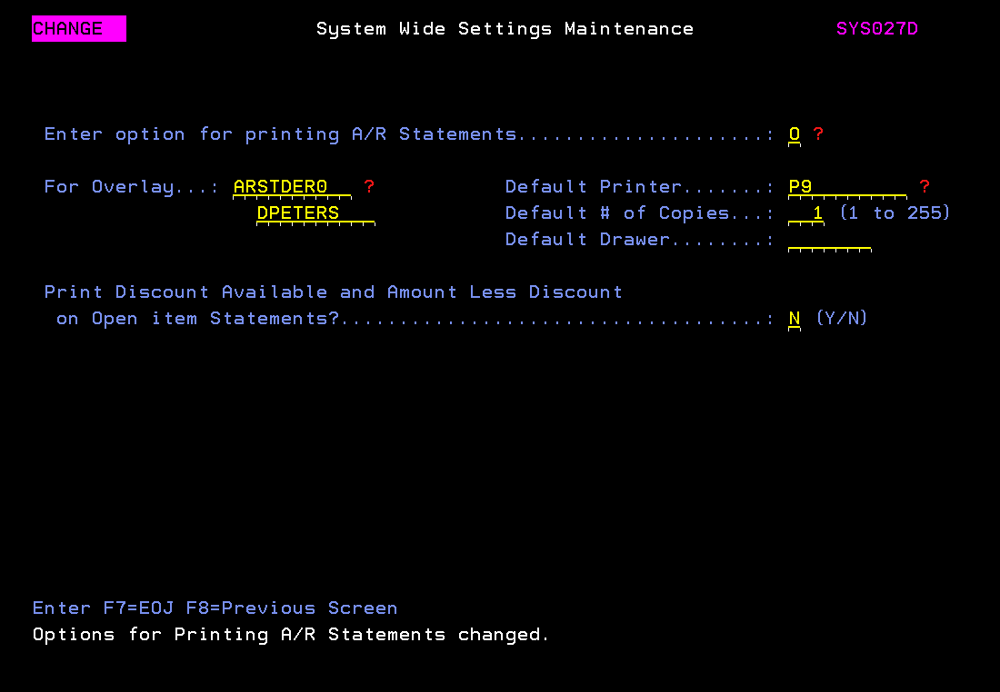 CHANGE System Wide Settings Maintenance SYS027D
Enter option for printing A/R Statements.....................: O ?
For Overlay...: ARSTDER0 ? Default Printer.......: P9 ?
DPETERS Default # of Copies...: 1 (1 to 255)
Default Drawer........:
Print Discount Available and Amount Less Discount
on Open item Statements?....................................: N (Y/N)
Enter F7=EOJ F8=Previous Screen
Options for Printing A/R Statements changed.